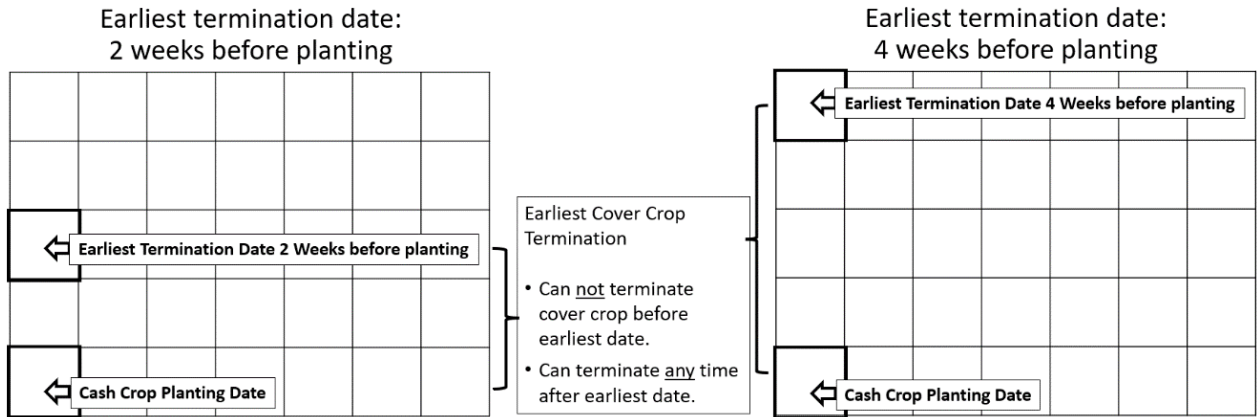 Earliest termination date:
2 weeks before planting
Earliest Termination Date 2 Weeks before planting
Cash Crop Planting Date
Earliest Cover Crop
Termination
• Can not terminate
cover crop before
earliest date.
• Can terminate any time
after earliest date.
Earliest termination date:
4 weeks before planting
Earliest Termination Date 4 Weeks before planting
Cash Crop Planting Date